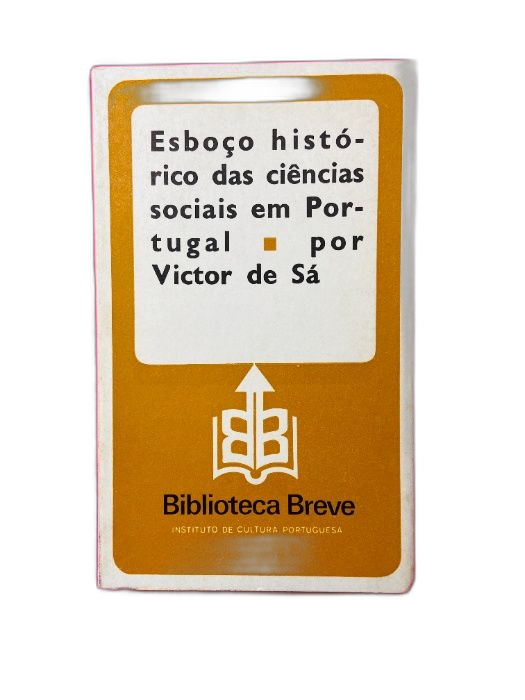 Esboço histó-
rico das ciências
sociais em Por-
tugal ▪ por
Victor de Sá
BB
Biblioteca Breve
INSTITUTO DE CULTURA PORTUGUESA